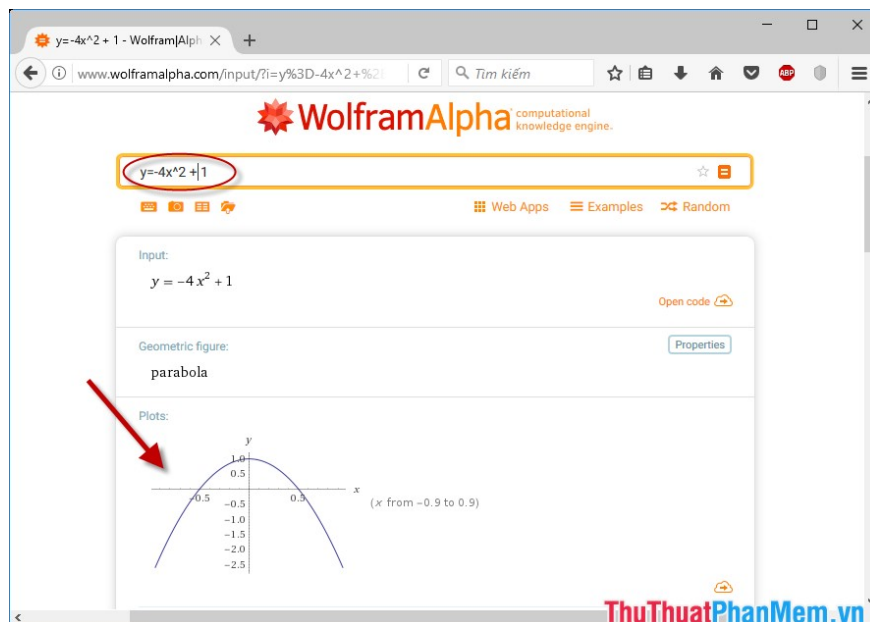 y=-4x^2 + 1 - Wolfram|Alph
www.wolframalpha.com/input/?i=y%3D-4x^2+%2
Tìm kiếm
ABP
WolframAlpha computational knowledge engine.
y=-4x^2 + 1
Web Apps Examples Random
Input:
y = −4 x² + 1
Open code
Geometric figure:
Properties
parabola
Plots:
y
1.0
0.5
x
−0.5 0.5
(x from −0.9 to 0.9)
−0.5
−1.0
−1.5
−2.0
−2.5
ThuThuatPhanMem.vn